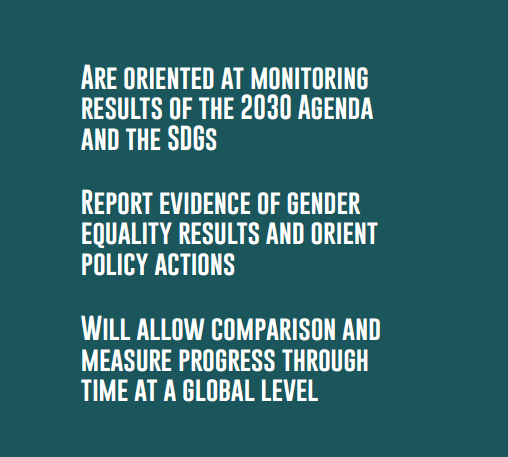 Are oriented at monitoring
results of the 2030 Agenda
and the SDGs
Report evidence of gender
equality results and orient
policy actions
Will allow comparison and
measure progress through
time at a global level